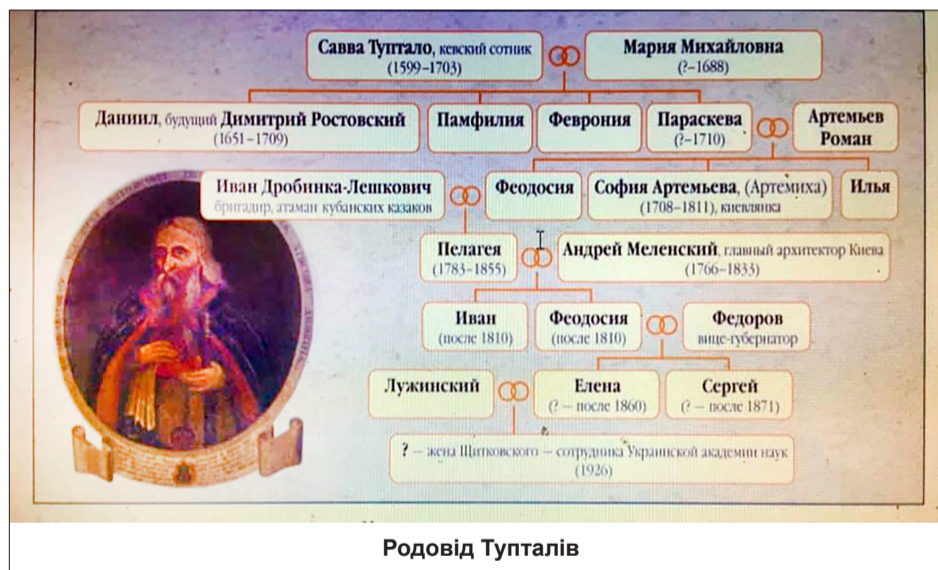 Савва Туптало, кевский сотник
(1599–1703)
Мария Михайловна
(?–1688)
Даниил, будущий Димитрий Ростовский
(1651–1709)
Памфилия
Феврония
Параскева
(?–1710)
Артемьев
Роман
Иван Дробинка-Лешкович
бригадир, атаман кубанских казаков
Феодосия
София Артемьева, (Артемиха)
(1708–1811), киевлянка
Илья
Пелагея
(1783–1855)
Андрей Меленский, главный архитектор Киева
(1766–1833)
Иван
(после 1810)
Феодосия
(после 1810)
Федоров
вице-губернатор
Лужинский
Елена
(? – после 1860)
Сергей
(? – после 1871)
? – жена Щитковского – сотрудника Украинской академии наук
(1926)
Родовід Тупталів